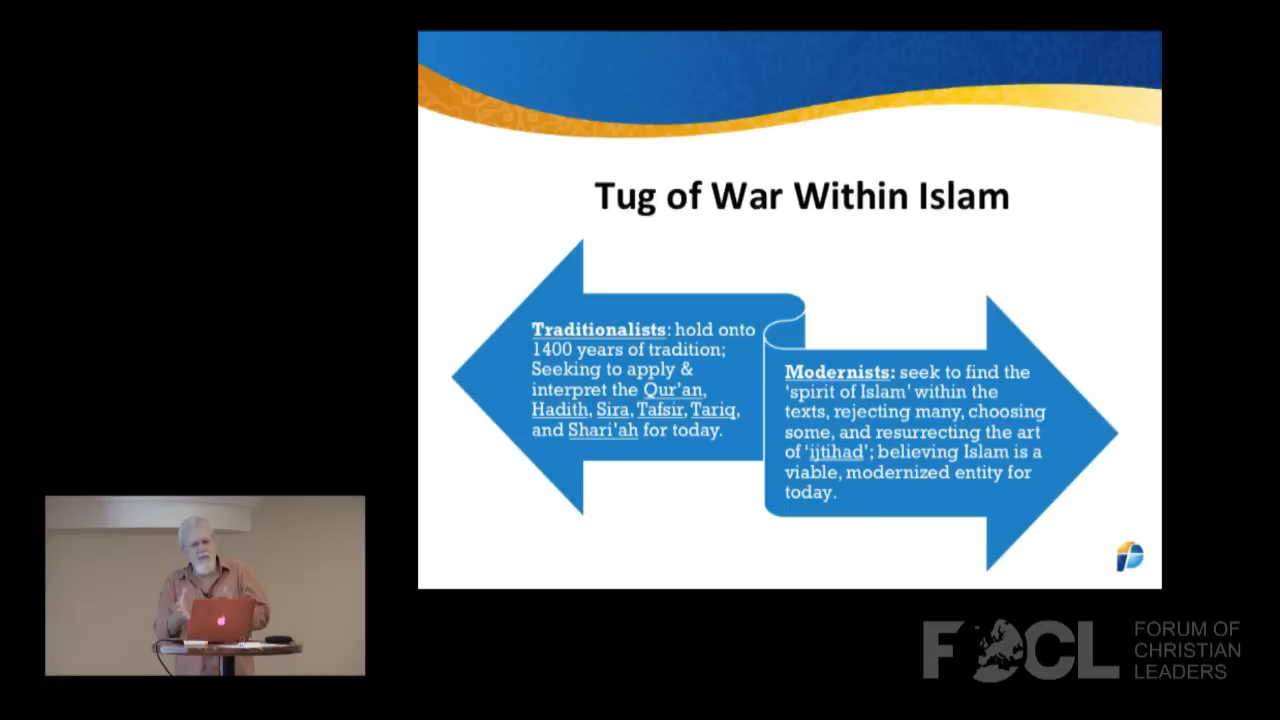 Tug of War Within Islam
Traditionalists: hold onto
1400 years of tradition;
Seeking to apply &
interpret the Qur'an,
Hadith, Sira, Tafsir, Tariq,
and Shari'ah for today.
Modernists: seek to find the
'spirit of Islam' within the
texts, rejecting many, choosing
some, and resurrecting the art
of 'ijtihad'; believing Islam is a
viable, modernized entity for
today.
FOCL
FORUM OF
CHRISTIAN
LEADERS